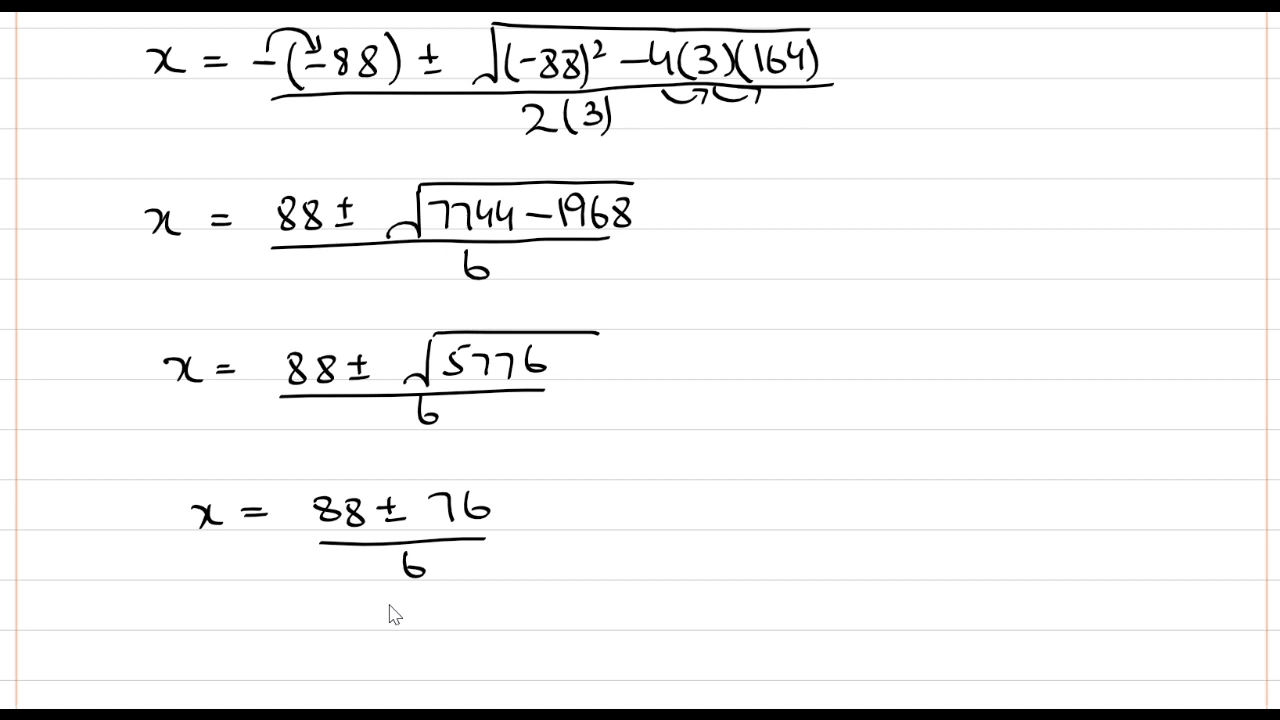 x = -(-88) ± √(-88)² -4(3)(164)
2(3)
x = 88 ± √7744 - 1968
6
x = 88 ± √5776
6
x = 88 ± 76
6